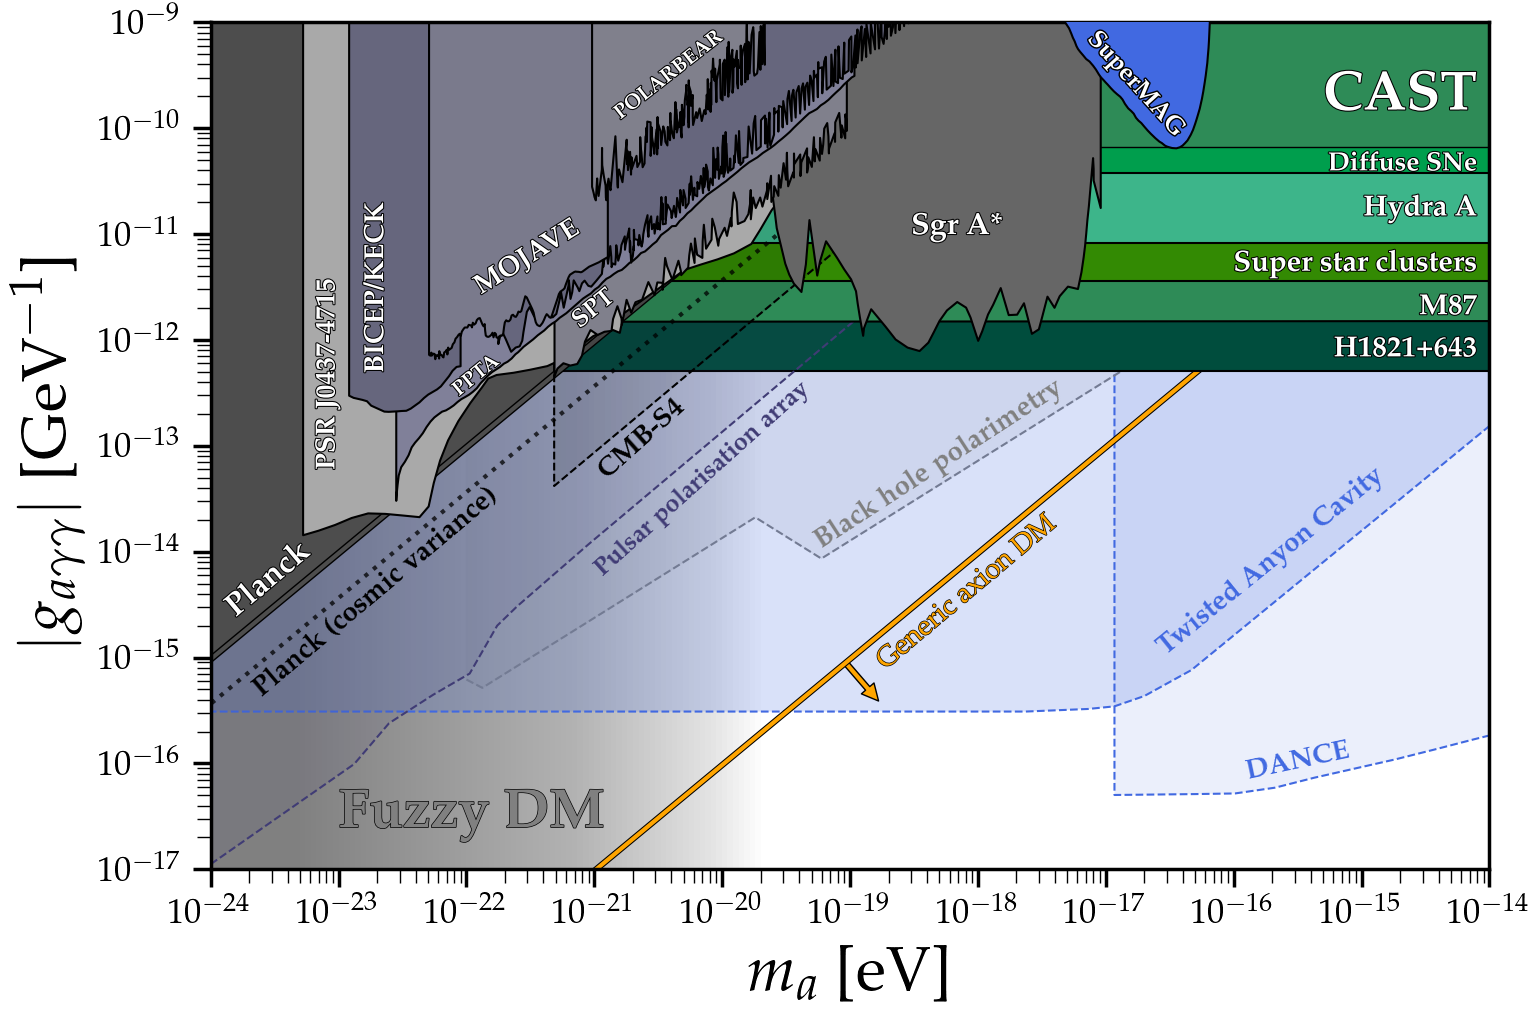 |g_{aγγ}| [GeV⁻¹]
10⁻⁹
10⁻¹⁰
10⁻¹¹
10⁻¹²
10⁻¹³
10⁻¹⁴
10⁻¹⁵
10⁻¹⁶
10⁻¹⁷
POLARBEAR
SuperMAG
CAST
Diffuse SNe
Hydra A
Sgr A*
Super star clusters
M87
H1821+643
PSR J0437-4715
BICEP/KECK
MOJAVE
SPT
PPTA
CMB-S4
Pulsar polarisation array
Black hole polarimetry
Planck
Planck (cosmic variance)
Generic axion DM
Twisted Anyon Cavity
DANCE
Fuzzy DM
10⁻²⁴
10⁻²³
10⁻²²
10⁻²¹
10⁻²⁰
10⁻¹⁹
10⁻¹⁸
10⁻¹⁷
10⁻¹⁶
10⁻¹⁵
10⁻¹⁴
mₐ [eV]